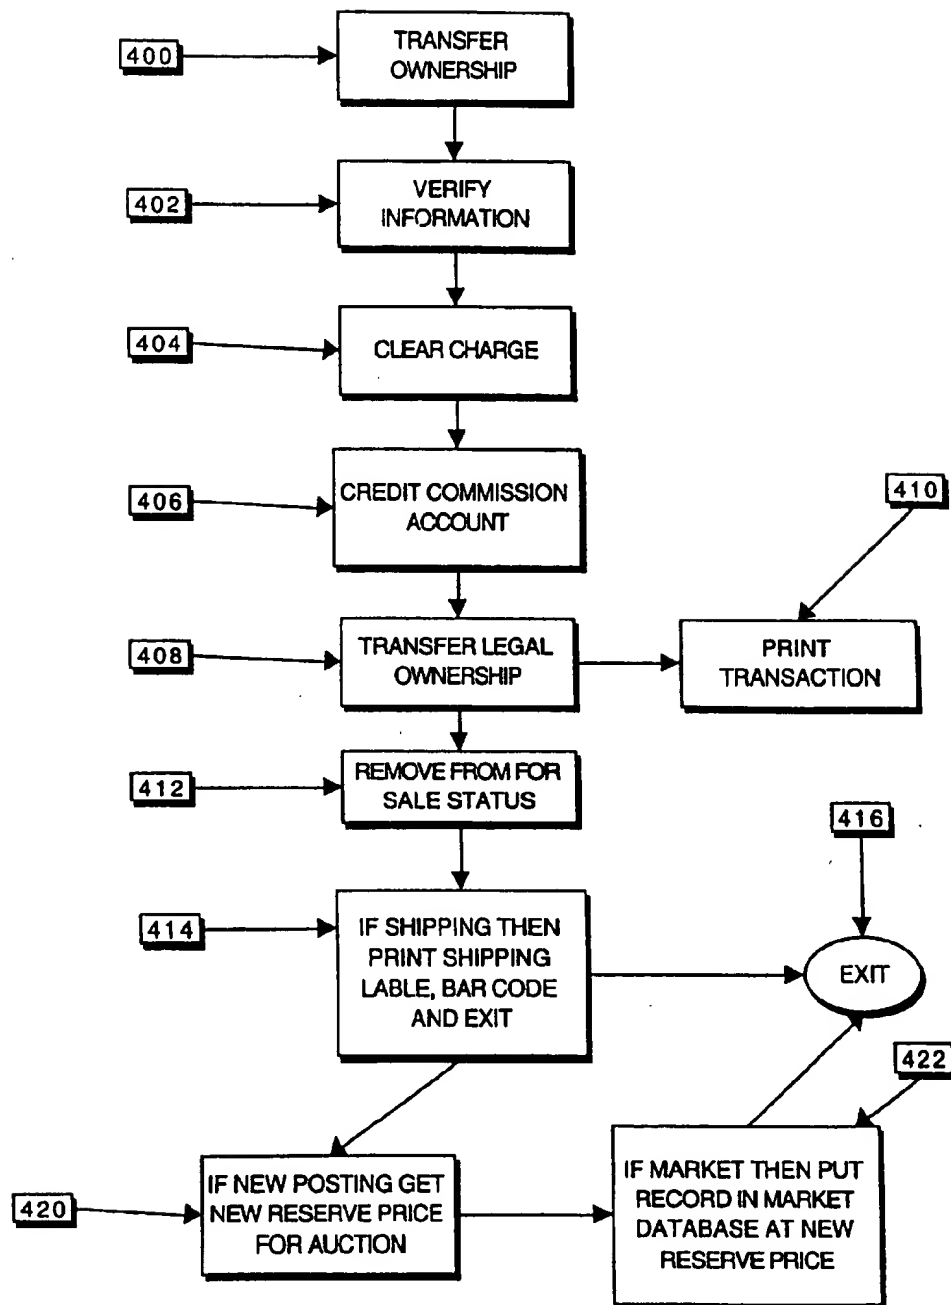 400
TRANSFER
OWNERSHIP
402
VERIFY
INFORMATION
404
CLEAR CHARGE
406
CREDIT COMMISSION
ACCOUNT
410
408
TRANSFER LEGAL
OWNERSHIP
PRINT
TRANSACTION
412
REMOVE FROM FOR
SALE STATUS
416
414
IF SHIPPING THEN
PRINT SHIPPING
LABLE, BAR CODE
AND EXIT
EXIT
422
420
IF NEW POSTING GET
NEW RESERVE PRICE
FOR AUCTION
IF MARKET THEN PUT
RECORD IN MARKET
DATABASE AT NEW
RESERVE PRICE